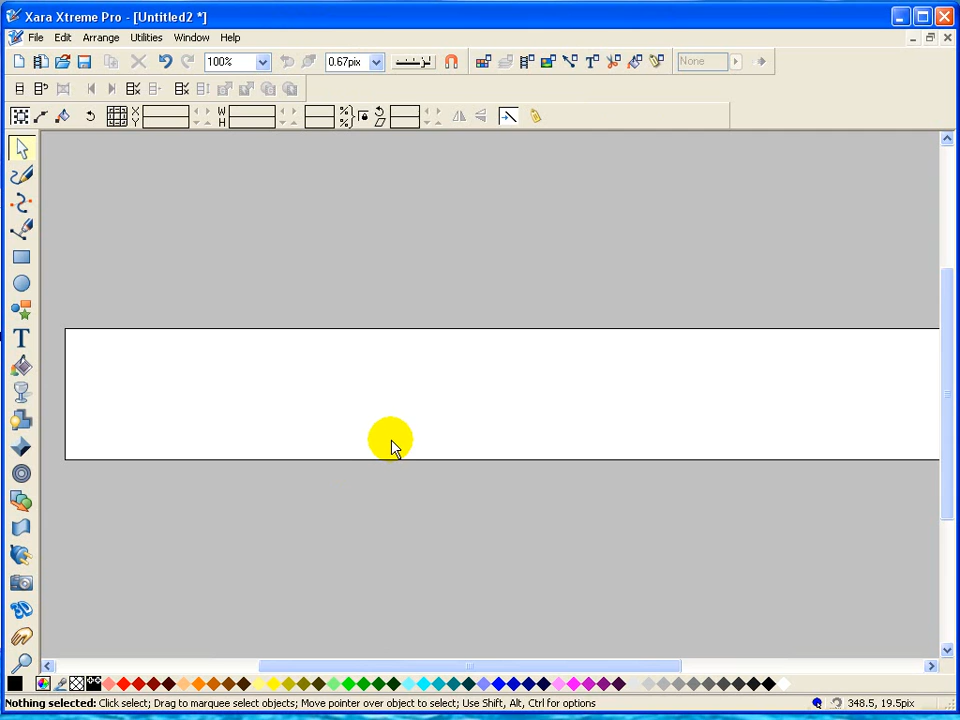 Xara Xtreme Pro - [Untitled2 *]
File Edit Arrange Utilities Window Help
100% 0.67pix None
X W
Y H
T
3D
Nothing selected: Click select; Drag to marquee select objects; Move pointer over object to select; Use Shift, Alt, Ctrl for options 348.5, 19.5pix